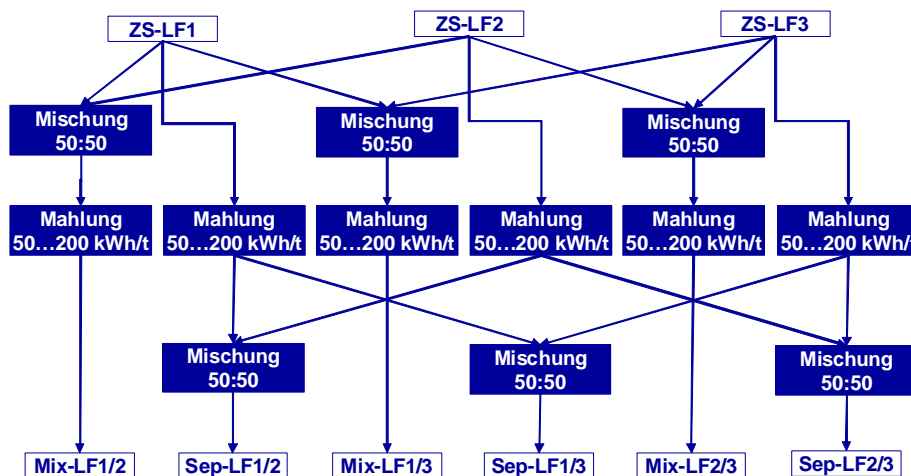 ZS-LF1
ZS-LF2
ZS-LF3
Mischung
50:50
Mischung
50:50
Mischung
50:50
Mahlung
50...200 kWh/t
Mahlung
50...200 kWh/t
Mahlung
50...200 kWh/t
Mahlung
50...200 kWh/t
Mahlung
50...200 kWh/t
Mahlung
50...200 kWh/t
Mischung
50:50
Mischung
50:50
Mischung
50:50
Mix-LF1/2
Sep-LF1/2
Mix-LF1/3
Sep-LF1/3
Mix-LF2/3
Sep-LF2/3